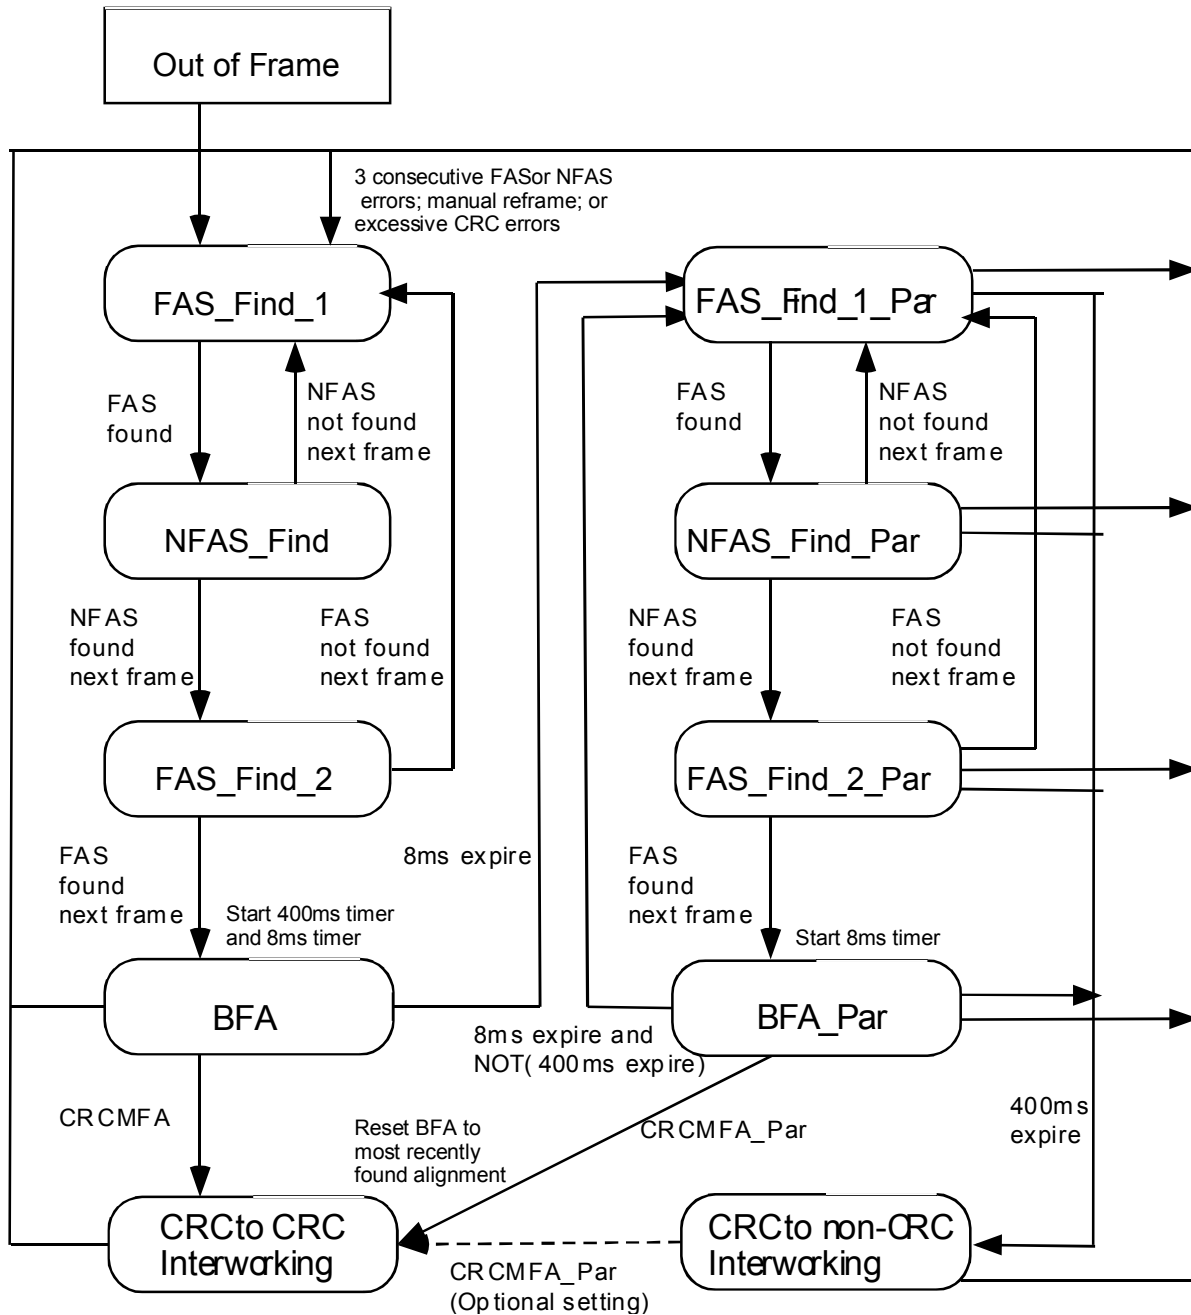 Out of Frame
3 consecutive FASor NFAS
errors; manual reframe; or
excessive CRC errors
FAS_Find_1
FAS_Find_1_Par
FAS
found
NFAS
not found
next frame
FAS
found
NFAS
not found
next frame
NFAS_Find
NFAS_Find_Par
NFAS
found
next frame
FAS
not found
next frame
NFAS
found
next frame
FAS
not found
next frame
FAS_Find_2
FAS_Find_2_Par
FAS
found
next frame
8ms expire
FAS
found
next frame
Start 400ms timer
and 8ms timer
Start 8ms timer
BFA
BFA_Par
8ms expire and
NOT( 400ms expire)
CRCMFA
Reset BFA to
most recently
found alignment
CRCMFA_Par
400ms
expire
CRCto CRC
Interworking
CRCto non-CRC
Interworking
CRCMFA_Par
(Optional setting)